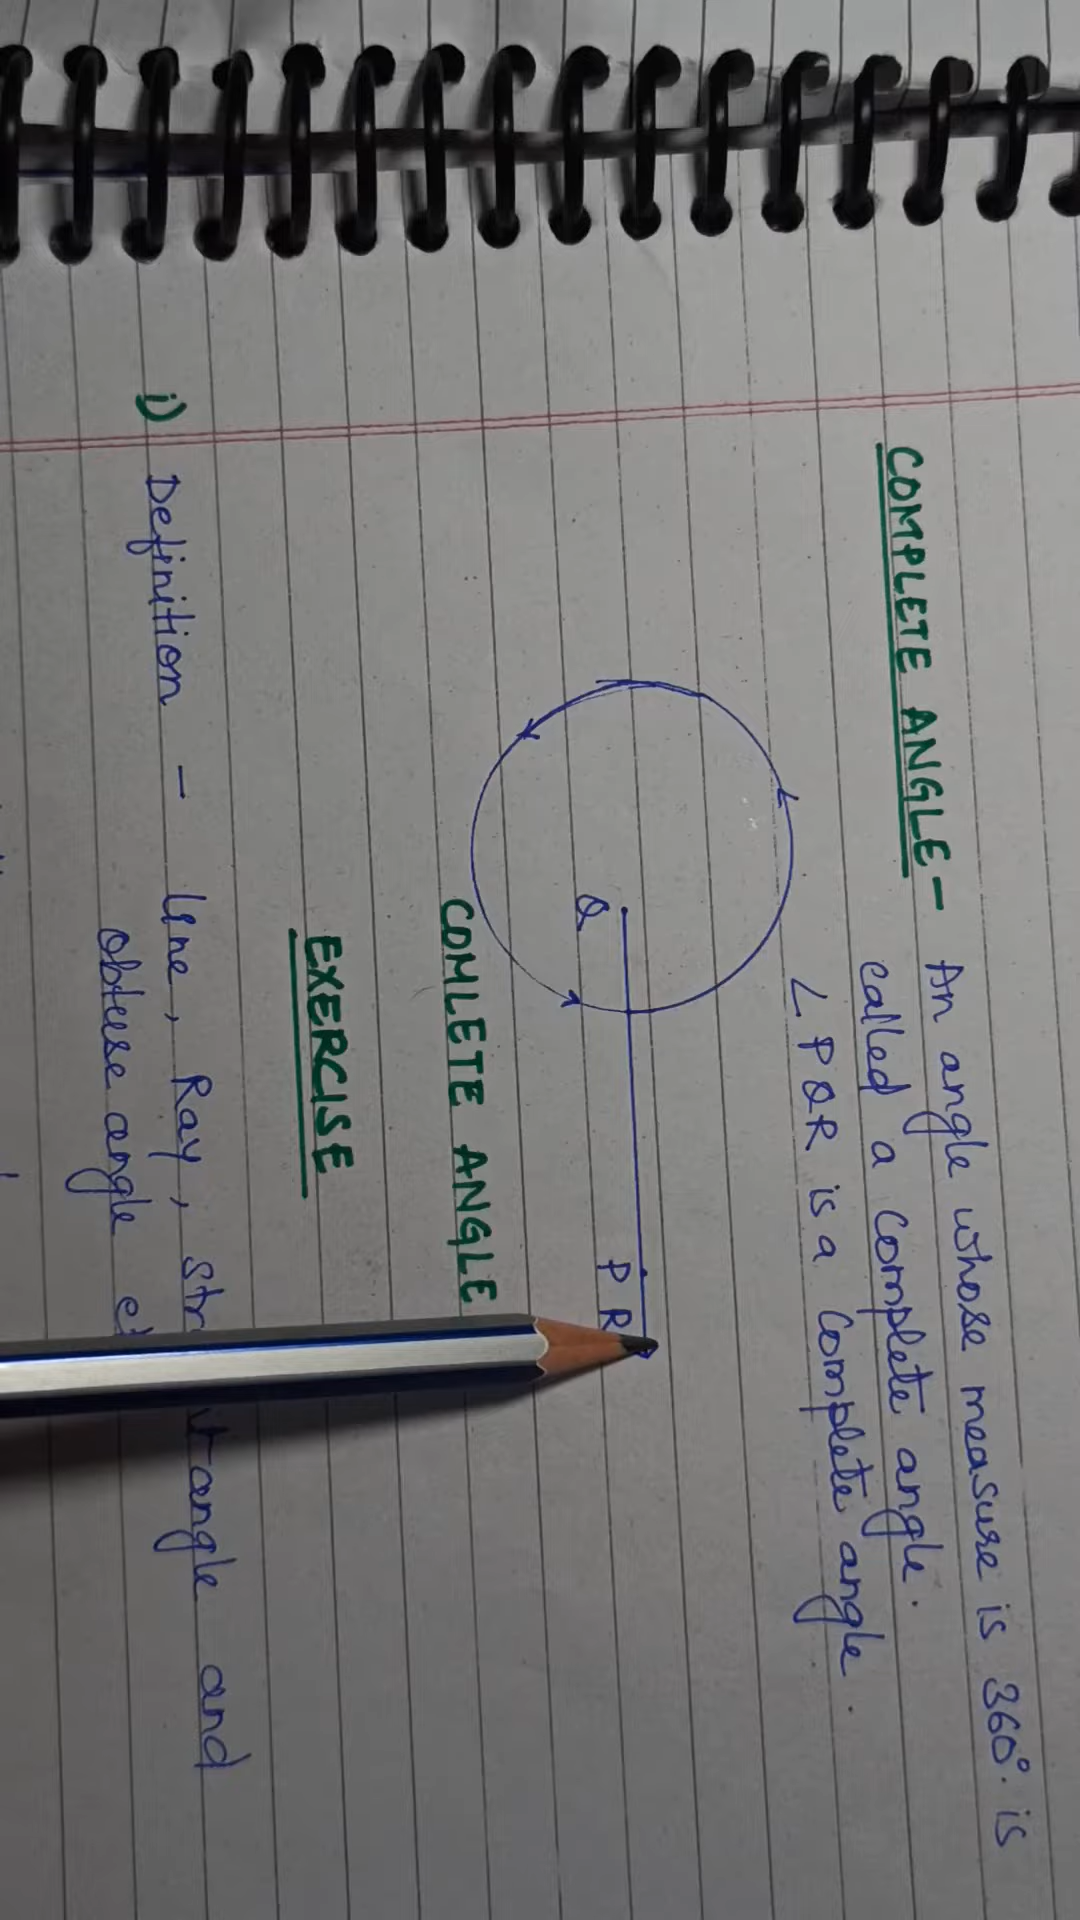 COMPLETE ANGLE - An angle whose measure is 360°. is
called a complete angle.
∠PQR is a complete angle.
Q P R
COMLETE ANGLE
EXERCISE
i) Definition - Line, Ray, angle and
obtuse angle